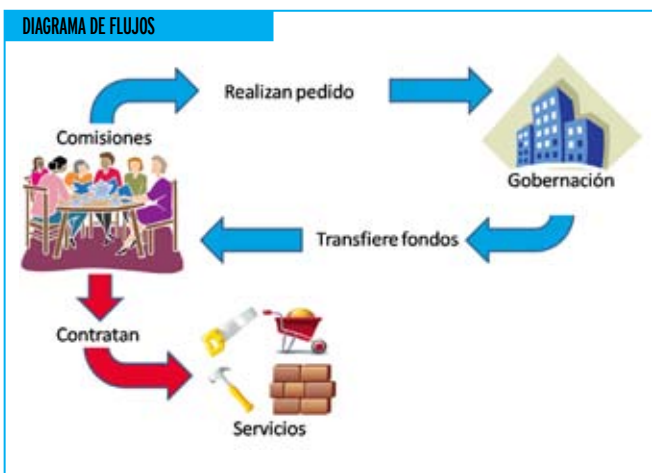 DIAGRAMA DE FLUJOS
Realizan pedido
Comisiones
Gobernación
Transfiere fondos
Contratan
Servicios